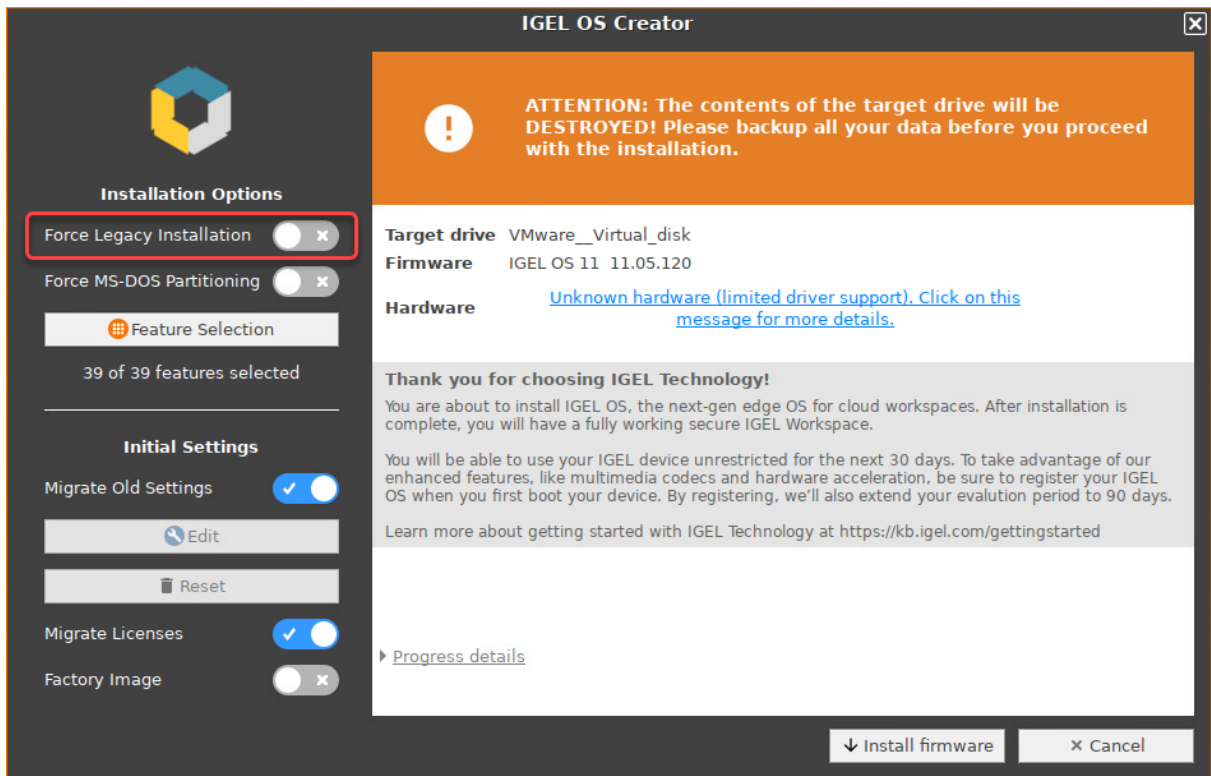 IGEL OS Creator
Installation Options
Force Legacy Installation
Force MS-DOS Partitioning
Feature Selection
39 of 39 features selected
Initial Settings
Migrate Old Settings
Edit
Reset
Migrate Licenses
Factory Image
ATTENTION: The contents of the target drive will be
DESTROYED! Please backup all your data before you proceed
with the installation.
Target drive VMware__Virtual_disk
Firmware IGEL OS 11 11.05.120
Hardware Unknown hardware (limited driver support). Click on this
message for more details.
Thank you for choosing IGEL Technology!
You are about to install IGEL OS, the next-gen edge OS for cloud workspaces. After installation is
complete, you will have a fully working secure IGEL Workspace.
You will be able to use your IGEL device unrestricted for the next 30 days. To take advantage of our
enhanced features, like multimedia codecs and hardware acceleration, be sure to register your IGEL
OS when you first boot your device. By registering, we'll also extend your evalution period to 90 days.
Learn more about getting started with IGEL Technology at https://kb.igel.com/gettingstarted
Progress details
Install firmware
Cancel